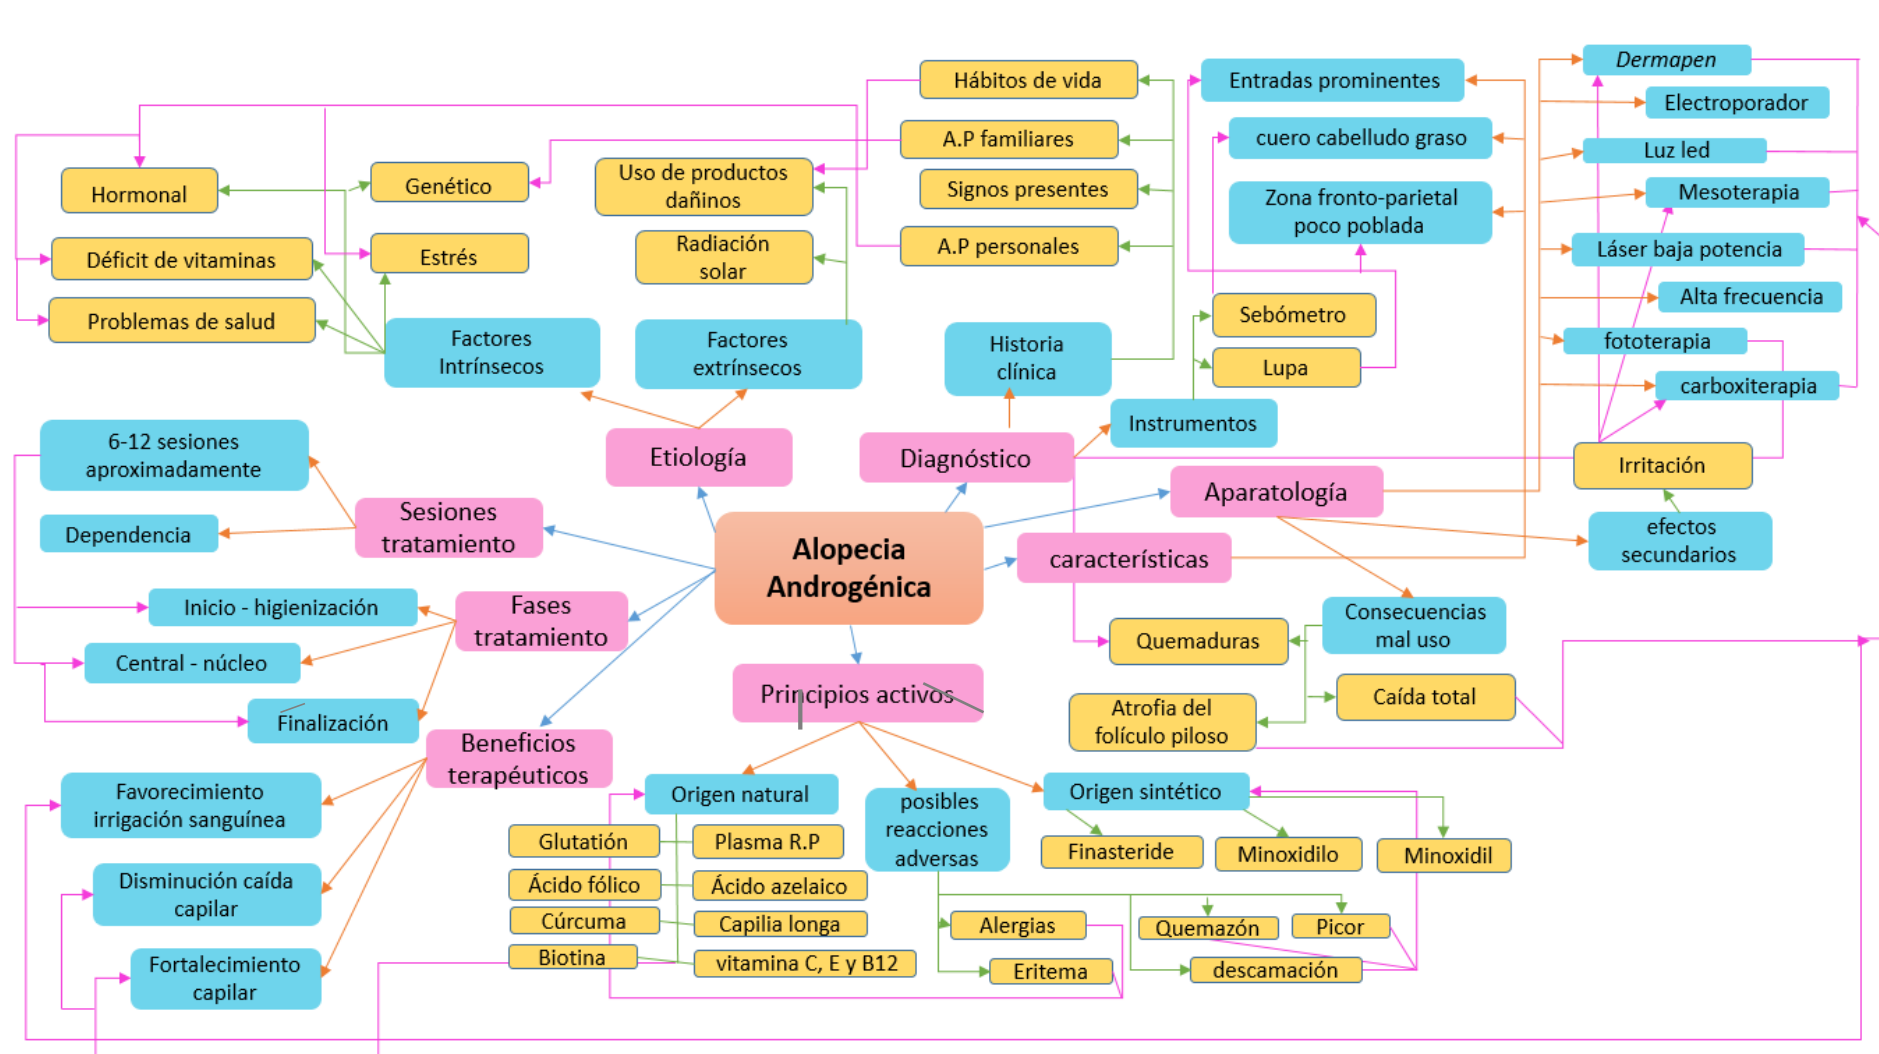 Dermapen
Hábitos de vida
Entradas prominentes
Electroporador
A.P familiares
cuero cabelludo graso
Luz led
Hormonal
Genético
Uso de productos
dañinos
Signos presentes
Zona fronto-parietal
poco poblada
Mesoterapia
Déficit de vitaminas
Estrés
Radiación
solar
A.P personales
Láser baja potencia
Problemas de salud
Sebómetro
Alta frecuencia
Factores
Intrínsecos
Factores
extrínsecos
Historia
clínica
Lupa
fototerapia
carboxiterapia
6-12 sesiones
aproximadamente
Etiología
Diagnóstico
Instrumentos
Irritación
Dependencia
Sesiones
tratamiento
Alopecia
Androgénica
Aparatología
características
efectos
secundarios
Inicio - higienización
Fases
tratamiento
Consecuencias
mal uso
Quemaduras
Central - núcleo
Principios activos
Caída total
Finalización
Atrofia del
folículo piloso
Beneficios
terapéuticos
Favorecimiento
irrigación sanguínea
Origen natural
posibles
reacciones
adversas
Origen sintético
Glutatión
Plasma R.P
Finasteride
Minoxidilo
Minoxidil
Disminución caída
capilar
Ácido fólico
Ácido azelaico
Cúrcuma
Capilia longa
Alergias
Quemazón
Picor
Fortalecimiento
capilar
Biotina
vitamina C, E y B12
Eritema
descamación